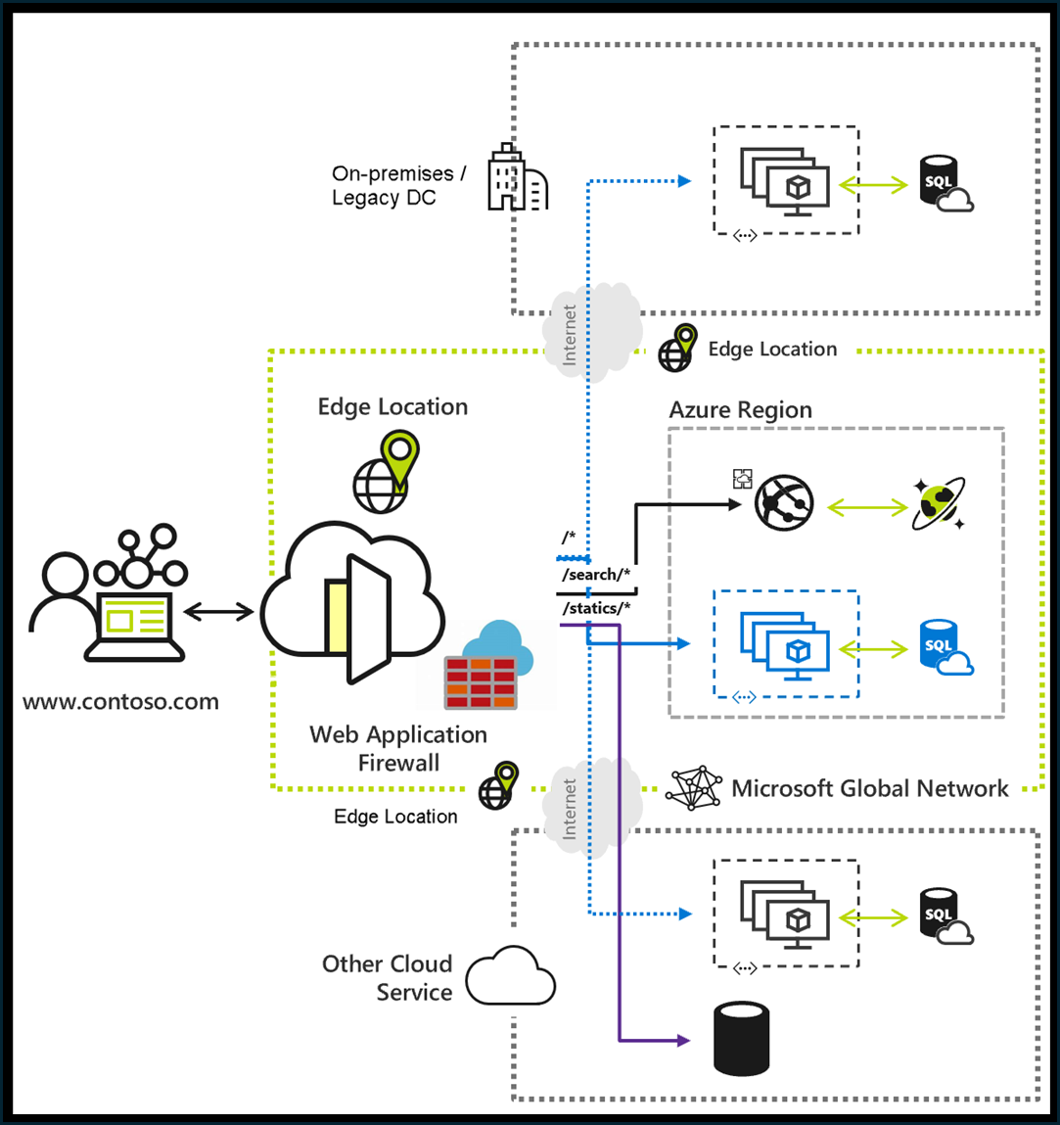 On-premises /
Legacy DC
SQL
Internet
Edge Location
Edge Location
Azure Region
/*
/search/*
/statics/*
SQL
www.contoso.com
Web Application
Firewall
Edge Location
Internet
Microsoft Global Network
SQL
Other Cloud
Service